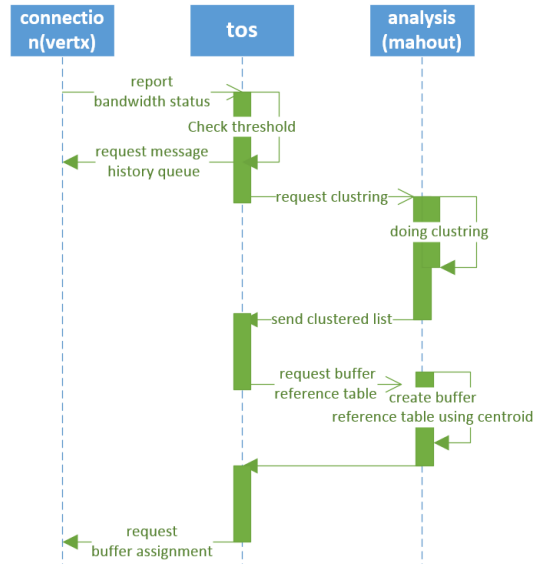 connectio
n(vertx)
tos
analysis
(mahout)
report
bandwidth status
Check threshold
request message
history queue
request clustring
doing clustring
send clustered list
request buffer
reference table
create buffer
reference table using centroid
request
buffer assignment